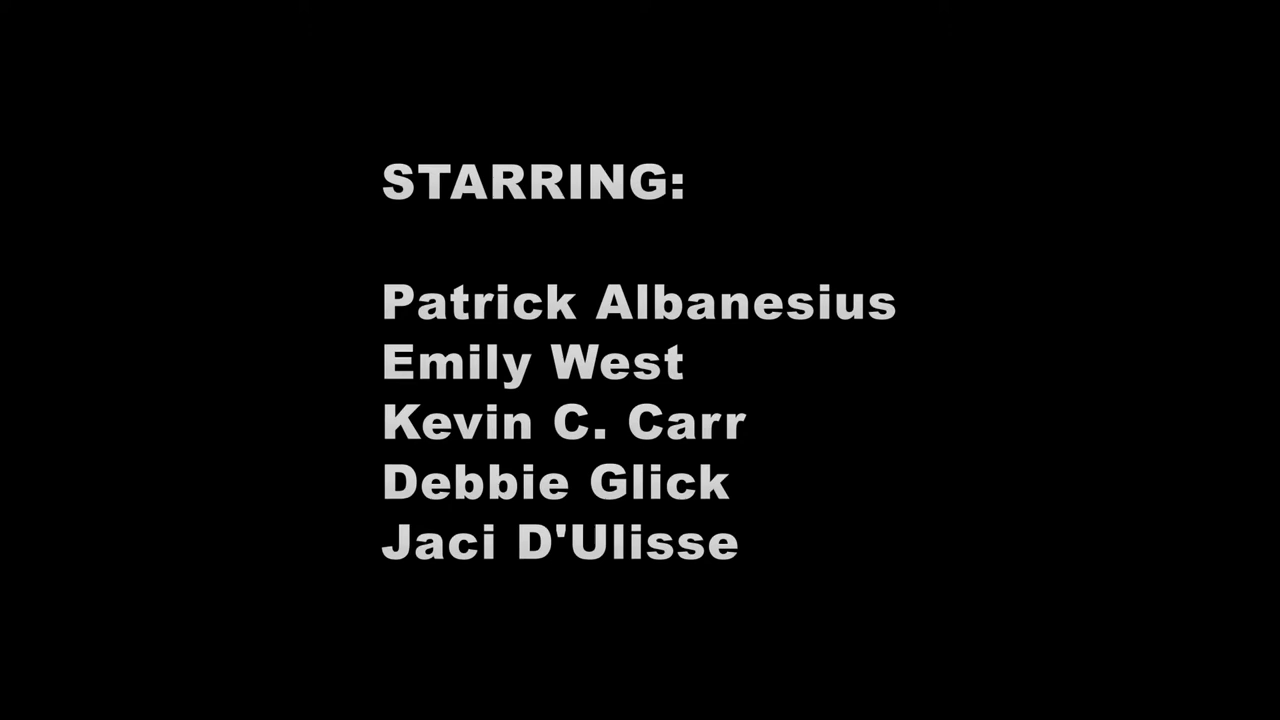 STARRING:
Patrick Albanesius
Emily West
Kevin C. Carr
Debbie Glick
Jaci D'Ulisse